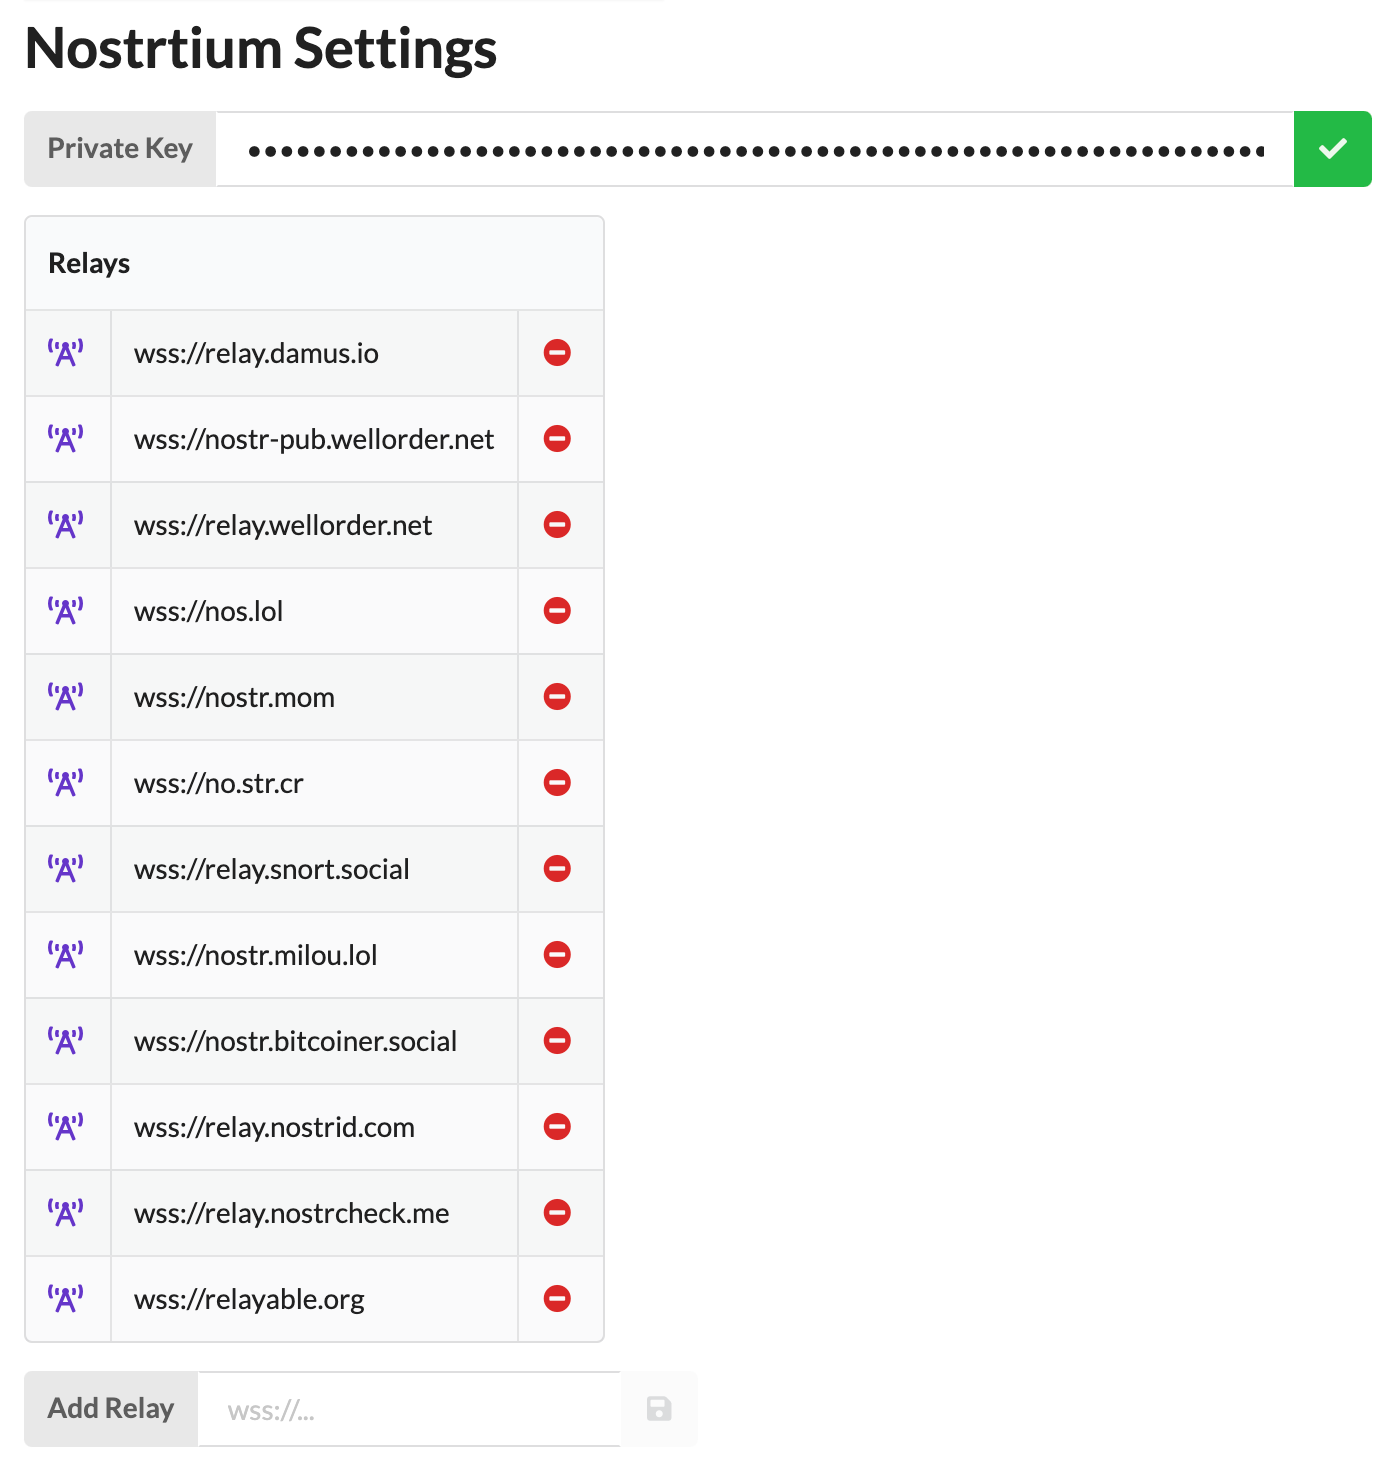 Nostrtium Settings
Private Key
Relays
wss://relay.damus.io
wss://nostr-pub.wellorder.net
wss://relay.wellorder.net
wss://nos.lol
wss://nostr.mom
wss://no.str.cr
wss://relay.snort.social
wss://nostr.milou.lol
wss://nostr.bitcoiner.social
wss://relay.nostrid.com
wss://relay.nostrcheck.me
wss://relayable.org
Add Relay wss://...